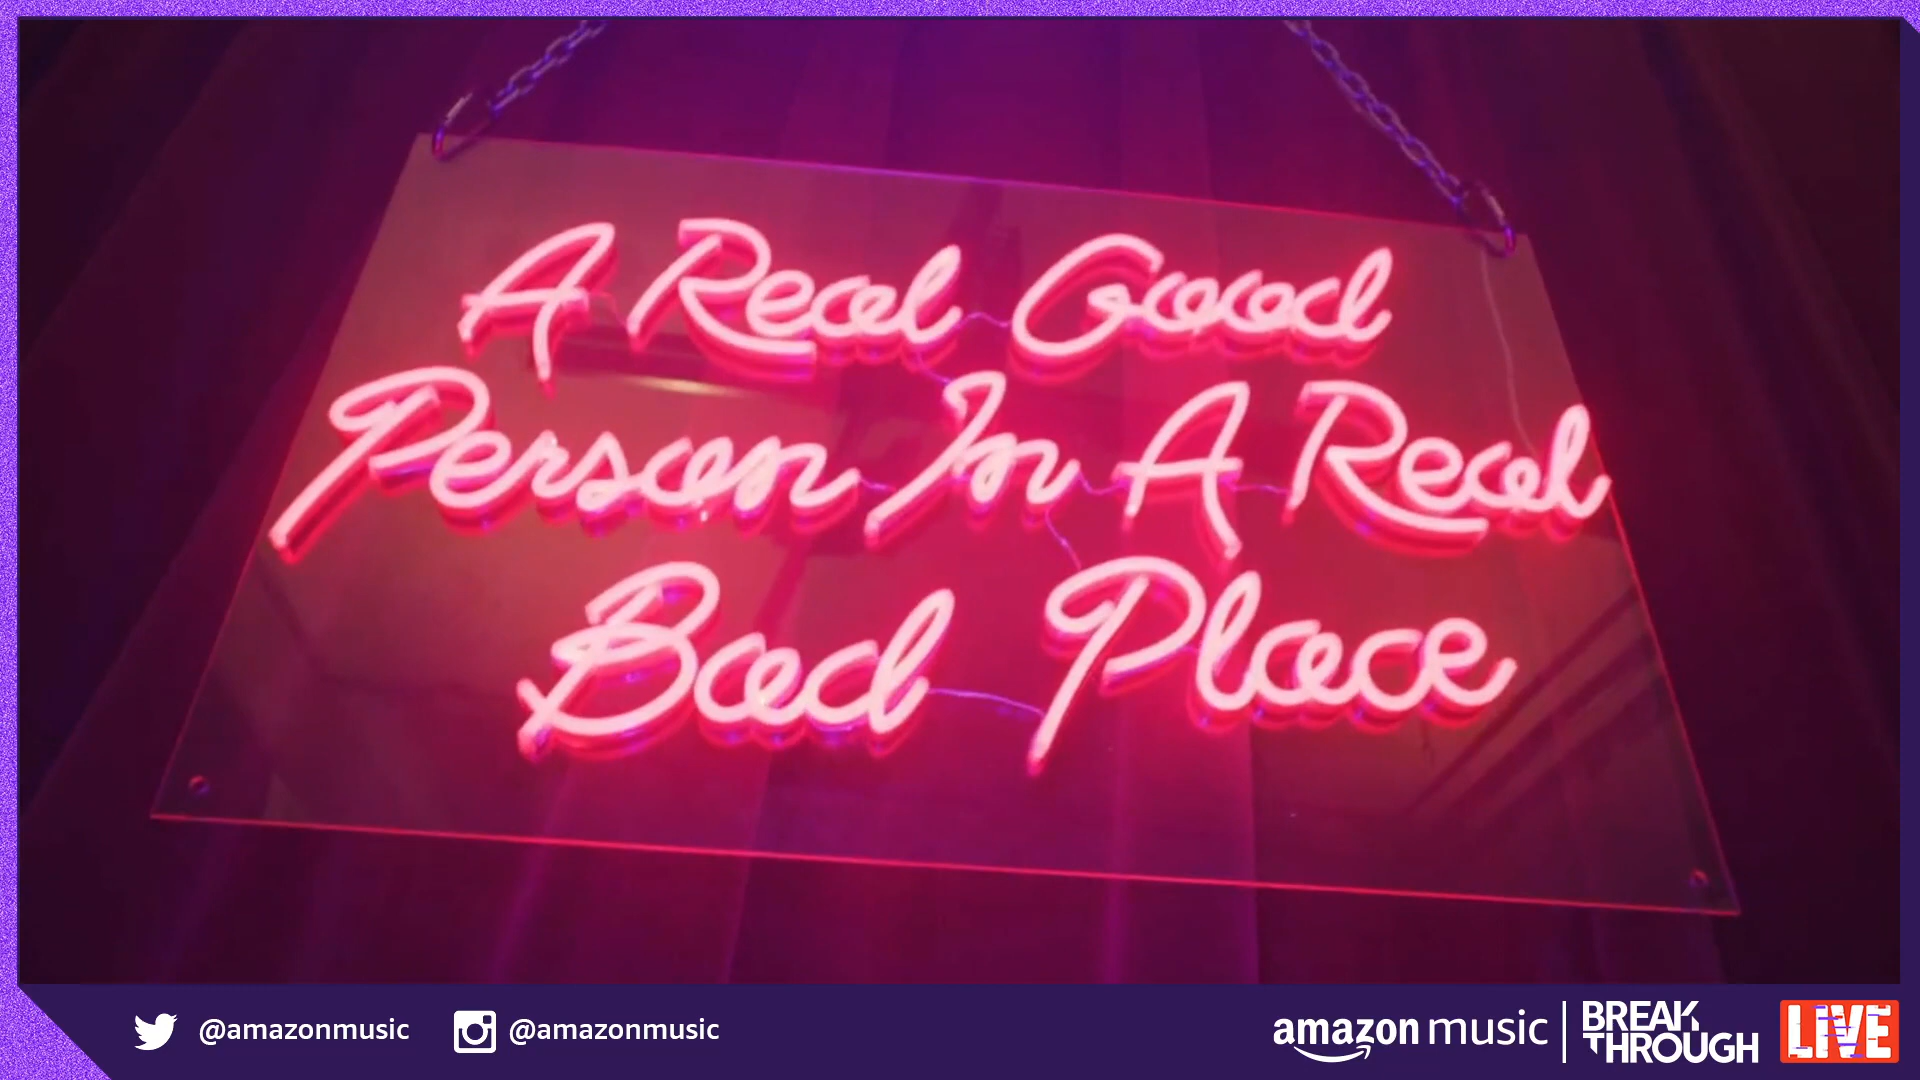 A Real Good
Person In A Real
Bad Place
@amazonmusic @amazonmusic
amazon music
BREAK
THROUGH
LIVE